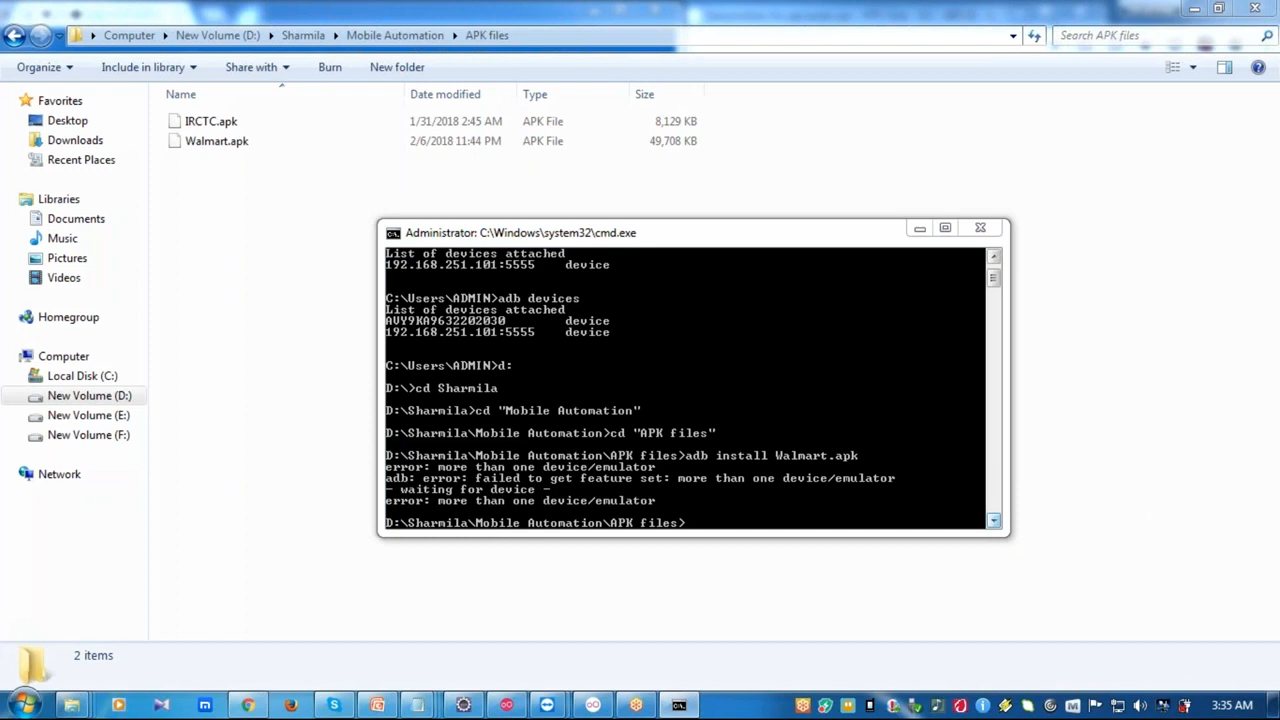 Computer New Volume (D:) Sharmila Mobile Automation APK files Search APK files
Organize Include in library Share with Burn New folder
Favorites
Desktop
Downloads
Recent Places
Libraries
Documents
Music
Pictures
Videos
Homegroup
Computer
Local Disk (C:)
New Volume (D:)
New Volume (E:)
New Volume (F:)
Network
Name Date modified Type Size
IRCTC.apk 1/31/2018 2:45 AM APK File 8,129 KB
Walmart.apk 2/6/2018 11:44 PM APK File 49,708 KB
Administrator: C:\Windows\system32\cmd.exe
List of devices attached
192.168.251.101:5555 device
C:\Users\ADMIN>adb devices
List of devices attached
AVY9KA9632202030 device
192.168.251.101:5555 device
C:\Users\ADMIN>d:
D:\>cd Sharmila
D:\Sharmila>cd "Mobile Automation"
D:\Sharmila\Mobile Automation>cd "APK files"
D:\Sharmila\Mobile Automation\APK files>adb install Walmart.apk
error: more than one device/emulator
adb: error: failed to get feature set: more than one device/emulator
- waiting for device -
error: more than one device/emulator
D:\Sharmila\Mobile Automation\APK files>
2 items
3:35 AM